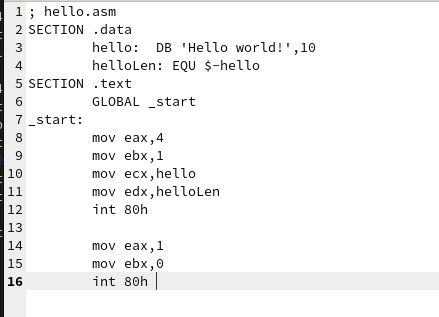 1 ; hello.asm
2 SECTION .data
3 hello: DB 'Hello world!',10
4 helloLen: EQU $-hello
5 SECTION .text
6 GLOBAL _start
7 _start:
8 mov eax,4
9 mov ebx,1
10 mov ecx,hello
11 mov edx,helloLen
12 int 80h
13
14 mov eax,1
15 mov ebx,0
16 int 80h